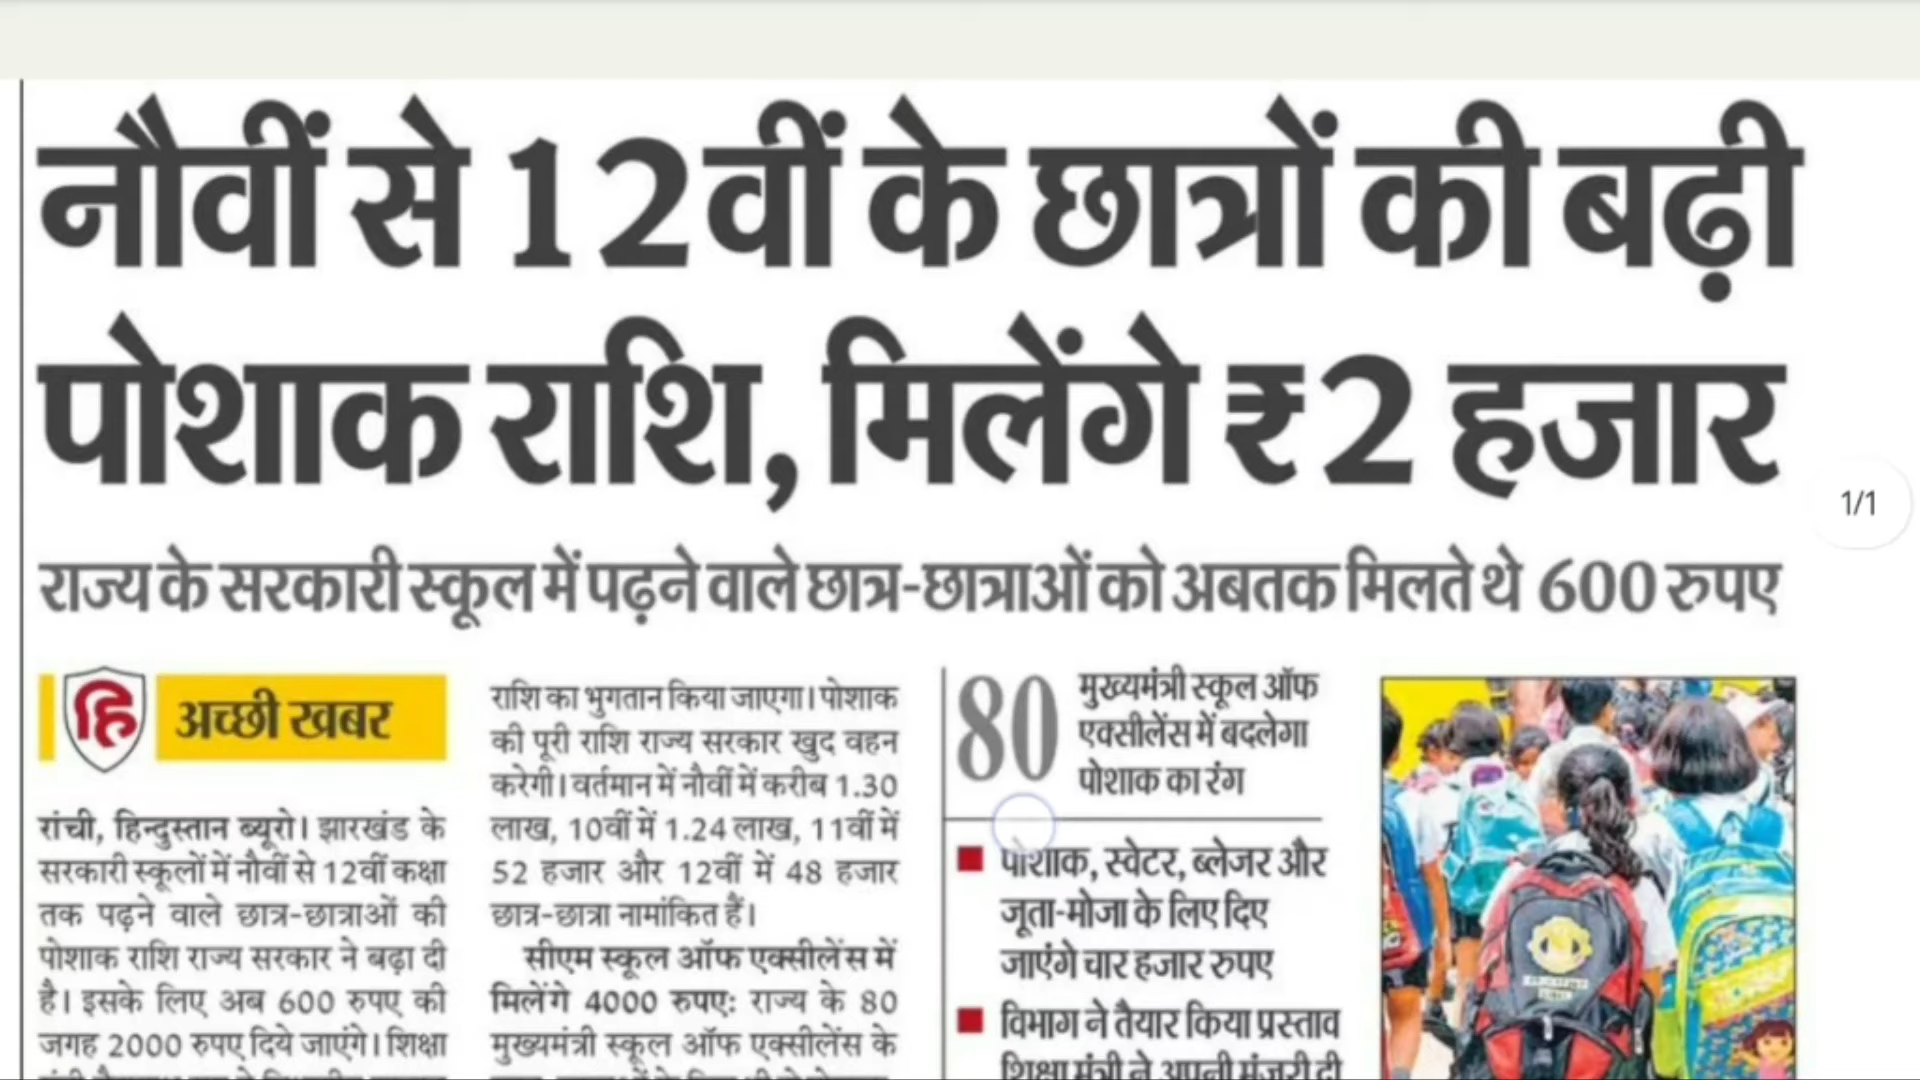 नौवीं से 12वीं के छात्रों की बढ़ी
पोशाक राशि, मिलेंगे ₹2 हजार
राज्य के सरकारी स्कूल में पढ़ने वाले छात्र-छात्राओं को अबतक मिलते थे 600 रुपए
1/1
हि अच्छी खबर
रांची, हिन्दुस्तान ब्यूरो। झारखंड के
सरकारी स्कूलों में नौवीं से 12वीं कक्षा
तक पढ़ने वाले छात्र-छात्राओं की
पोशाक राशि राज्य सरकार ने बढ़ा दी
है। इसके लिए अब 600 रुपए की
जगह 2000 रुपए दिये जाएंगे। शिक्षा
राशि का भुगतान किया जाएगा। पोशाक
की पूरी राशि राज्य सरकार खुद वहन
करेगी। वर्तमान में नौवीं में करीब 1.30
लाख, 10वीं में 1.24 लाख, 11वीं में
52 हजार और 12वीं में 48 हजार
छात्र-छात्रा नामांकित हैं।
सीएम स्कूल ऑफ एक्सीलेंस में
मिलेंगे 4000 रुपए: राज्य के 80
मुख्यमंत्री स्कूल ऑफ एक्सीलेंस के
80
मुख्यमंत्री स्कूल ऑफ
एक्सीलेंस में बदलेगा
पोशाक का रंग
पोशाक, स्वेटर, ब्लेजर और
जूता-मोजा के लिए दिए
जाएंगे चार हजार रुपए
विभाग ने तैयार किया प्रस्ताव
शिक्षा मंत्री ने अपनी मंजूरी दी